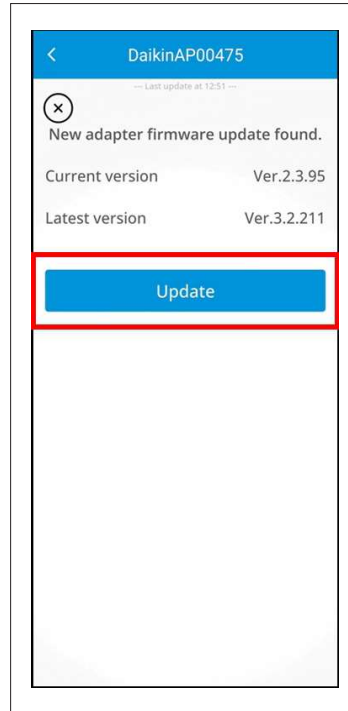 DaikinAP00475
--- Last update at 12:51 ---
New adapter firmware update found.
Current version Ver.2.3.95
Latest version Ver.3.2.211
Update